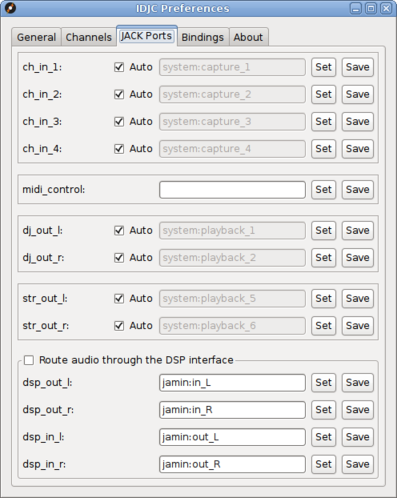 IDJC Preferences
General Channels JACK Ports Bindings About
ch_in_1: Auto system:capture_1 Set Save
ch_in_2: Auto system:capture_2 Set Save
ch_in_3: Auto system:capture_3 Set Save
ch_in_4: Auto system:capture_4 Set Save
midi_control: Set Save
dj_out_l: Auto system:playback_1 Set Save
dj_out_r: Auto system:playback_2 Set Save
str_out_l: Auto system:playback_5 Set Save
str_out_r: Auto system:playback_6 Set Save
Route audio through the DSP interface
dsp_out_l: jamin:in_L Set Save
dsp_out_r: jamin:in_R Set Save
dsp_in_l: jamin:out_L Set Save
dsp_in_r: jamin:out_R Set Save